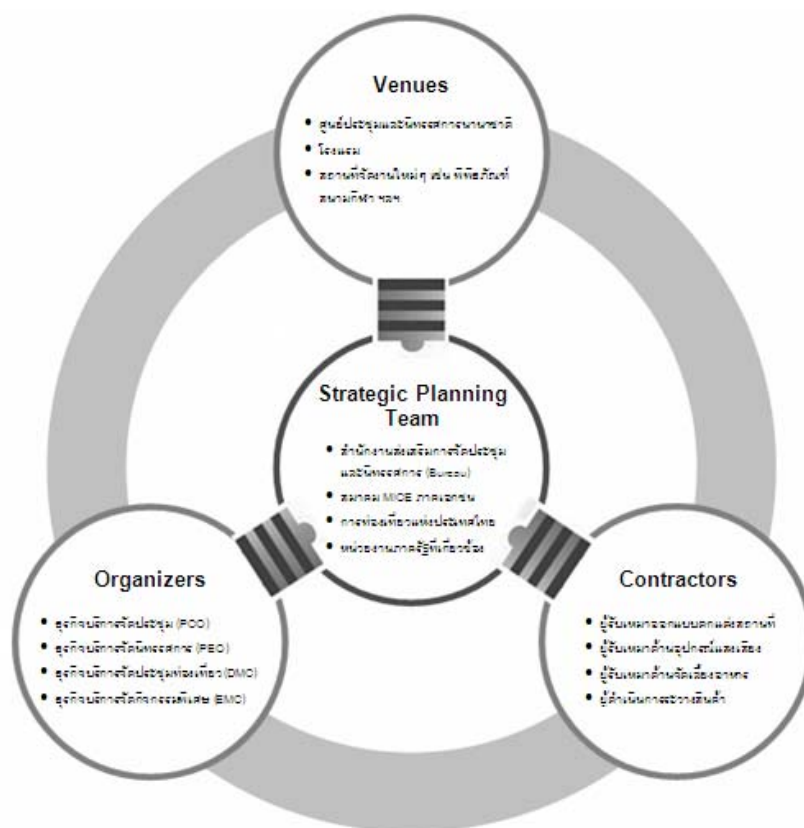 Venues
• ศูนย์ประชุมและนิทรรศการนานาชาติ
• โรงแรม
• สถานที่จัดงานใหม่ๆ เช่น พิพิธภัณฑ์
สนามกีฬา ฯลฯ
Strategic Planning
Team
• สำนักงานส่งเสริมการจัดประชุม
และนิทรรศการ (Bureau)
• สมาคม MICE ภาคเอกชน
• การท่องเที่ยวแห่งประเทศไทย
• หน่วยงานภาครัฐที่เกี่ยวข้อง
Organizers
• ธุรกิจบริการจัดประชุม (PCO)
• ธุรกิจบริการจัดนิทรรศการ (PEO)
• ธุรกิจบริการจัดประชุมท่องเที่ยว (DMC)
• ธุรกิจบริการจัดกิจกรรมพิเศษ (EMC)
Contractors
• ผู้รับเหมาออกแบบตกแต่งสถานที่
• ผู้รับเหมาด้านอุปกรณ์แสงเสียง
• ผู้รับเหมาด้านจัดเลี้ยงอาหาร
• ผู้ดำเนินการระวางสินค้า